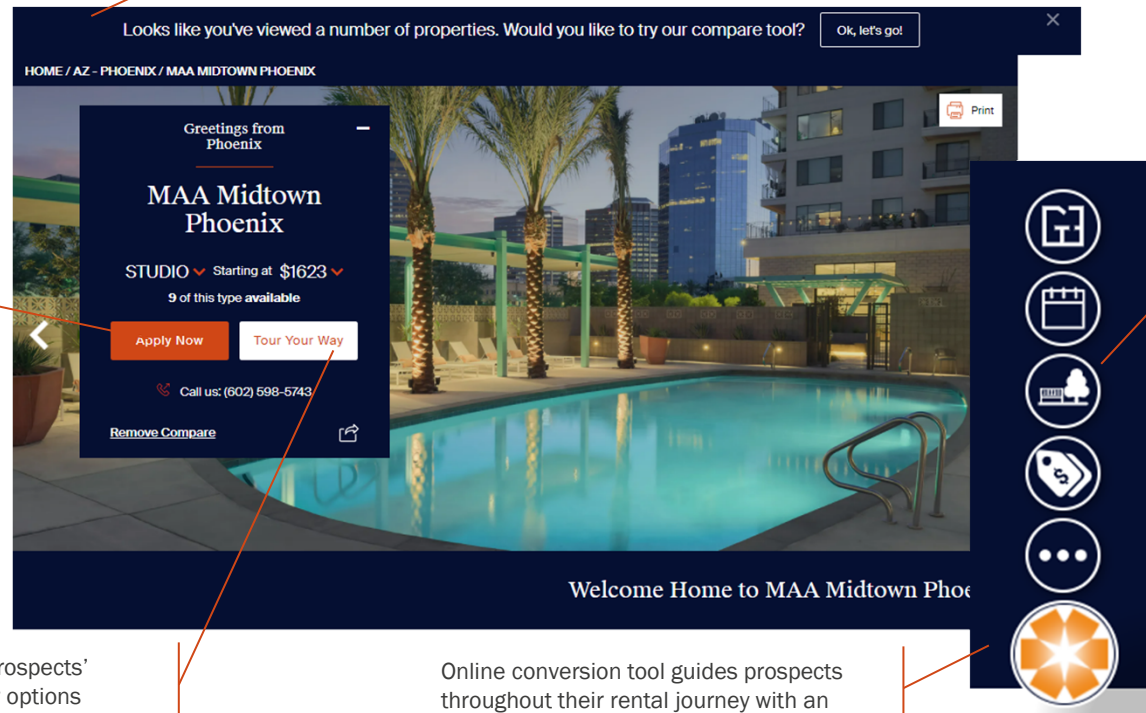 Looks like you've viewed a number of properties. Would you like to try our compare tool?
Ok, let's go!
HOME / AZ - PHOENIX / MAA MIDTOWN PHOENIX
Print
Greetings from
Phoenix
MAA Midtown
Phoenix
STUDIO Starting at $1623
9 of this type available
Apply Now
Tour Your Way
Call us: (602) 598-5743
Remove Compare
Welcome Home to MAA Midtown Phoe
rospects'
options
Online conversion tool guides prospects
throughout their rental journey with an